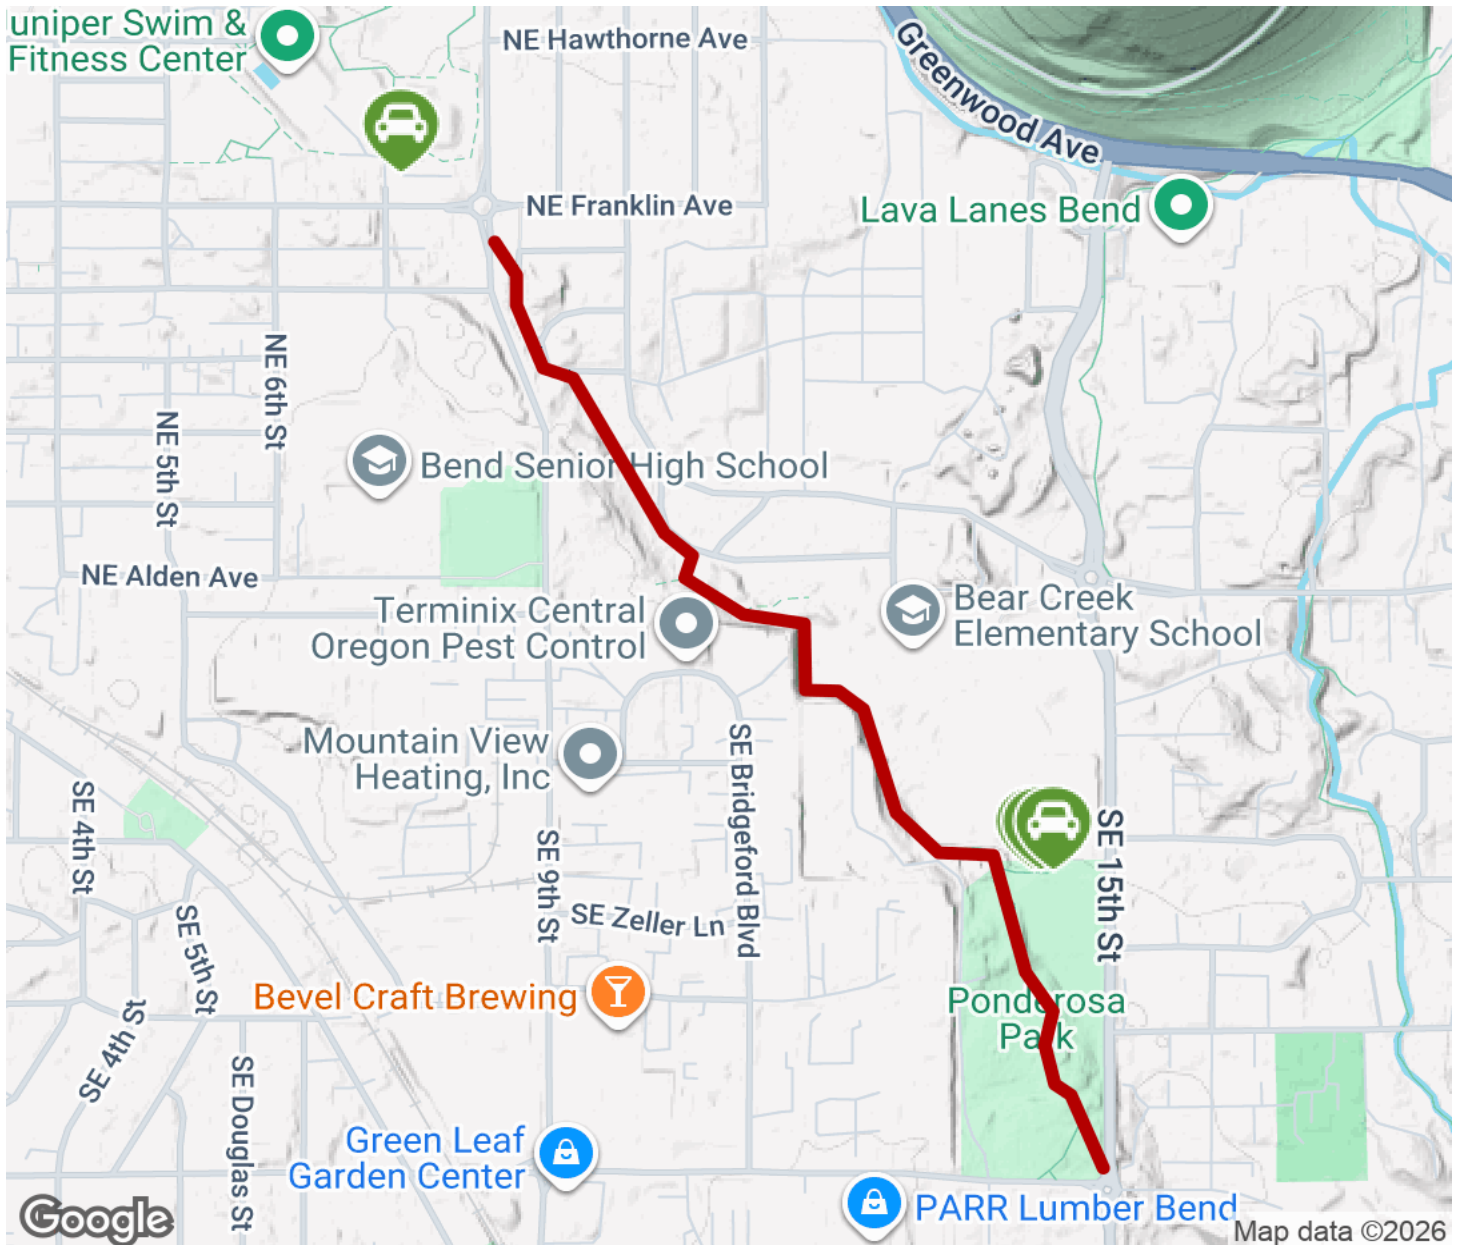 uniper Swim &
Fitness Center
NE Hawthorne Ave
Greenwood Ave
NE Franklin Ave
Lava Lanes Bend
NE 6th St
NE 5th St
Bend Senior High School
NE Alden Ave
Terminix Central
Oregon Pest Control
Bear Creek
Elementary School
Mountain View
Heating, Inc
SE Bridgeford Blvd
SE 4th St
SE 9th St
SE 15th St
SE Zeller Ln
SE 5th St
Bevel Craft Brewing
Ponderosa
Park
SE 4th St
SE Douglas St
Green Leaf
Garden Center
PARR Lumber Bend
Google
Map data ©2026